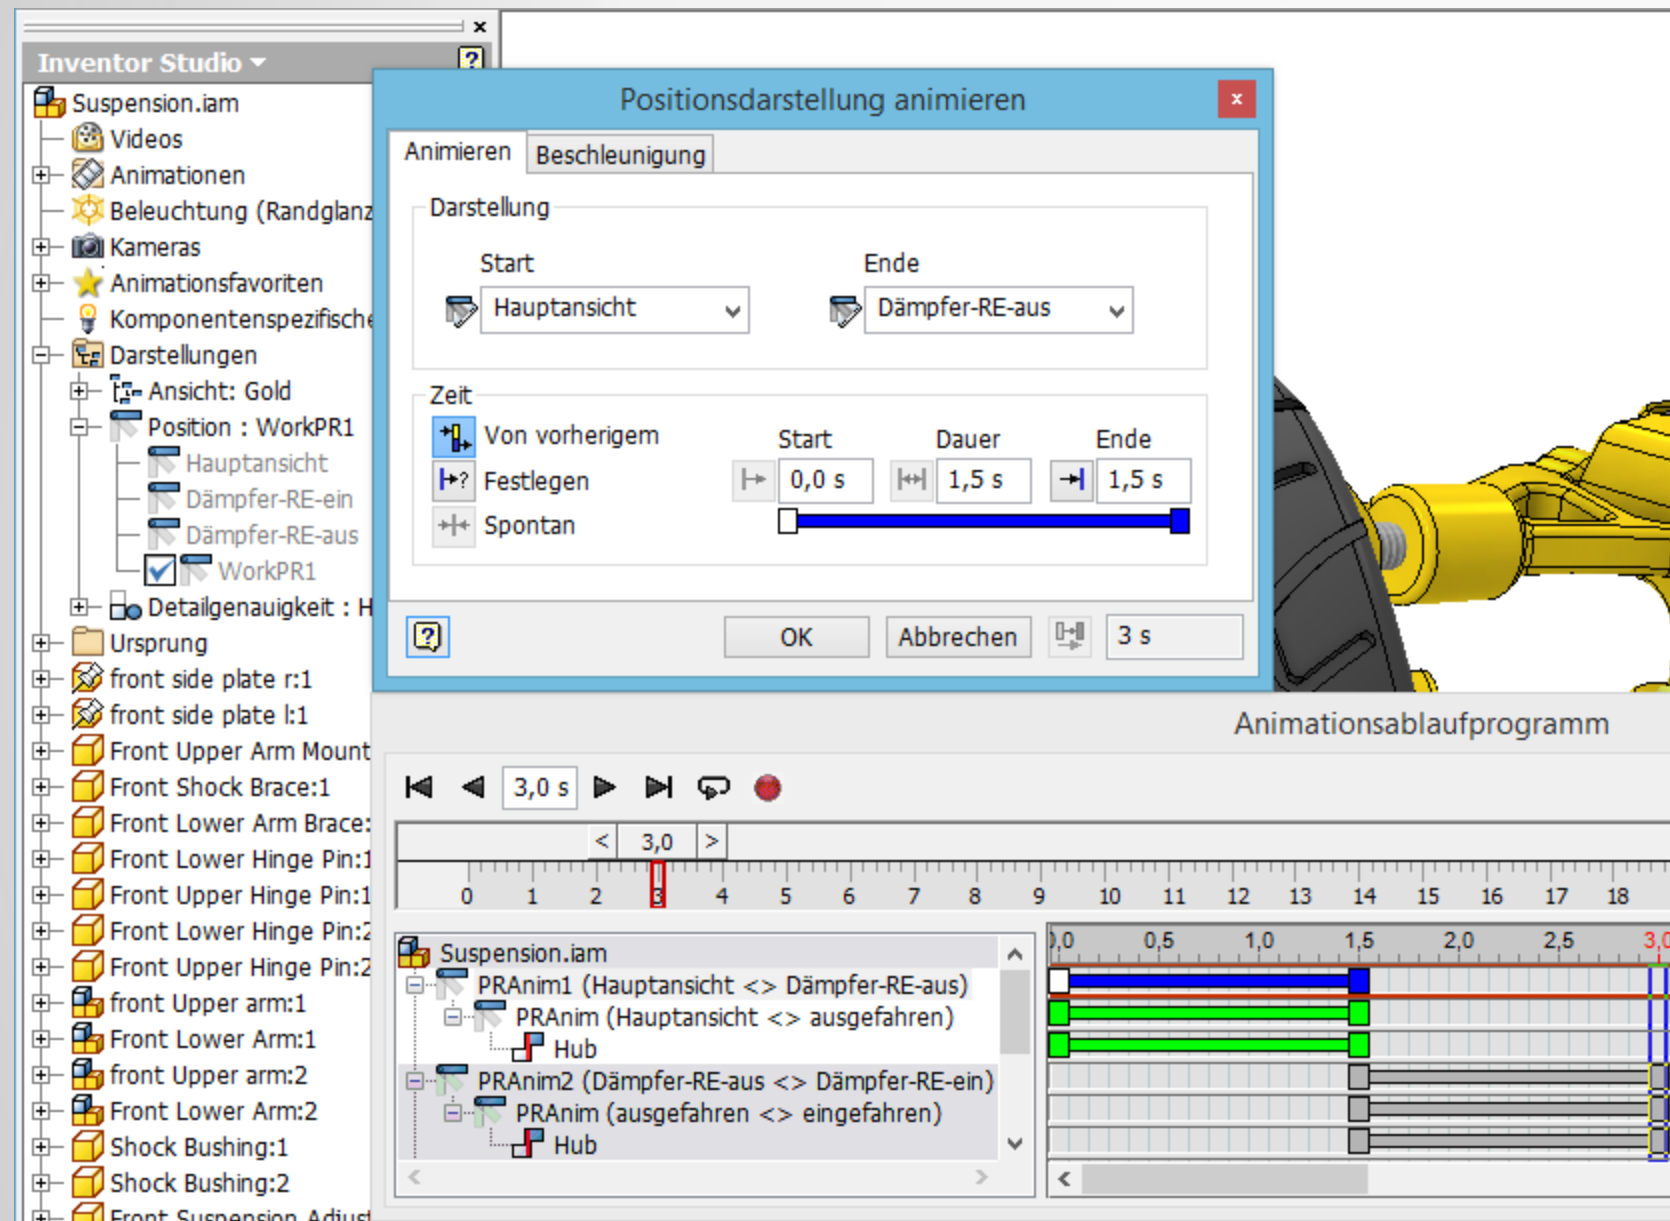 Inventor Studio
Suspension.iam
Videos
Animationen
Beleuchtung (Randglanz
Kameras
Animationsfavoriten
Komponentenspezifische
Darstellungen
Ansicht: Gold
Position : WorkPR1
Hauptansicht
Dämpfer-RE-ein
Dämpfer-RE-aus
WorkPR1
Detailgenauigkeit : H
Ursprung
front side plate r:1
front side plate l:1
Front Upper Arm Mount
Front Shock Brace:1
Front Lower Arm Brace:
Front Lower Hinge Pin:1
Front Upper Hinge Pin:1
Front Lower Hinge Pin:2
Front Upper Hinge Pin:2
front Upper arm:1
Front Lower Arm:1
front Upper arm:2
Front Lower Arm:2
Shock Bushing:1
Shock Bushing:2
Front Suspension Adjust
Positionsdarstellung animieren
x
Animieren Beschleunigung
Darstellung
Start Ende
Hauptansicht Dämpfer-RE-aus
Zeit
Von vorherigem Start Dauer Ende
Festlegen 0,0 s 1,5 s 1,5 s
Spontan
OK Abbrechen 3 s
Animationsablaufprogramm
3,0 s
< 3,0 >
0 1 2 3 4 5 6 7 8 9 10 11 12 13 14 15 16 17 18
Suspension.iam
PRAnim1 (Hauptansicht <> Dämpfer-RE-aus)
PRAnim (Hauptansicht <> ausgefahren)
Hub
PRAnim2 (Dämpfer-RE-aus <> Dämpfer-RE-ein)
PRAnim (ausgefahren <> eingefahren)
Hub
0,0 0,5 1,0 1,5 2,0 2,5 3,0